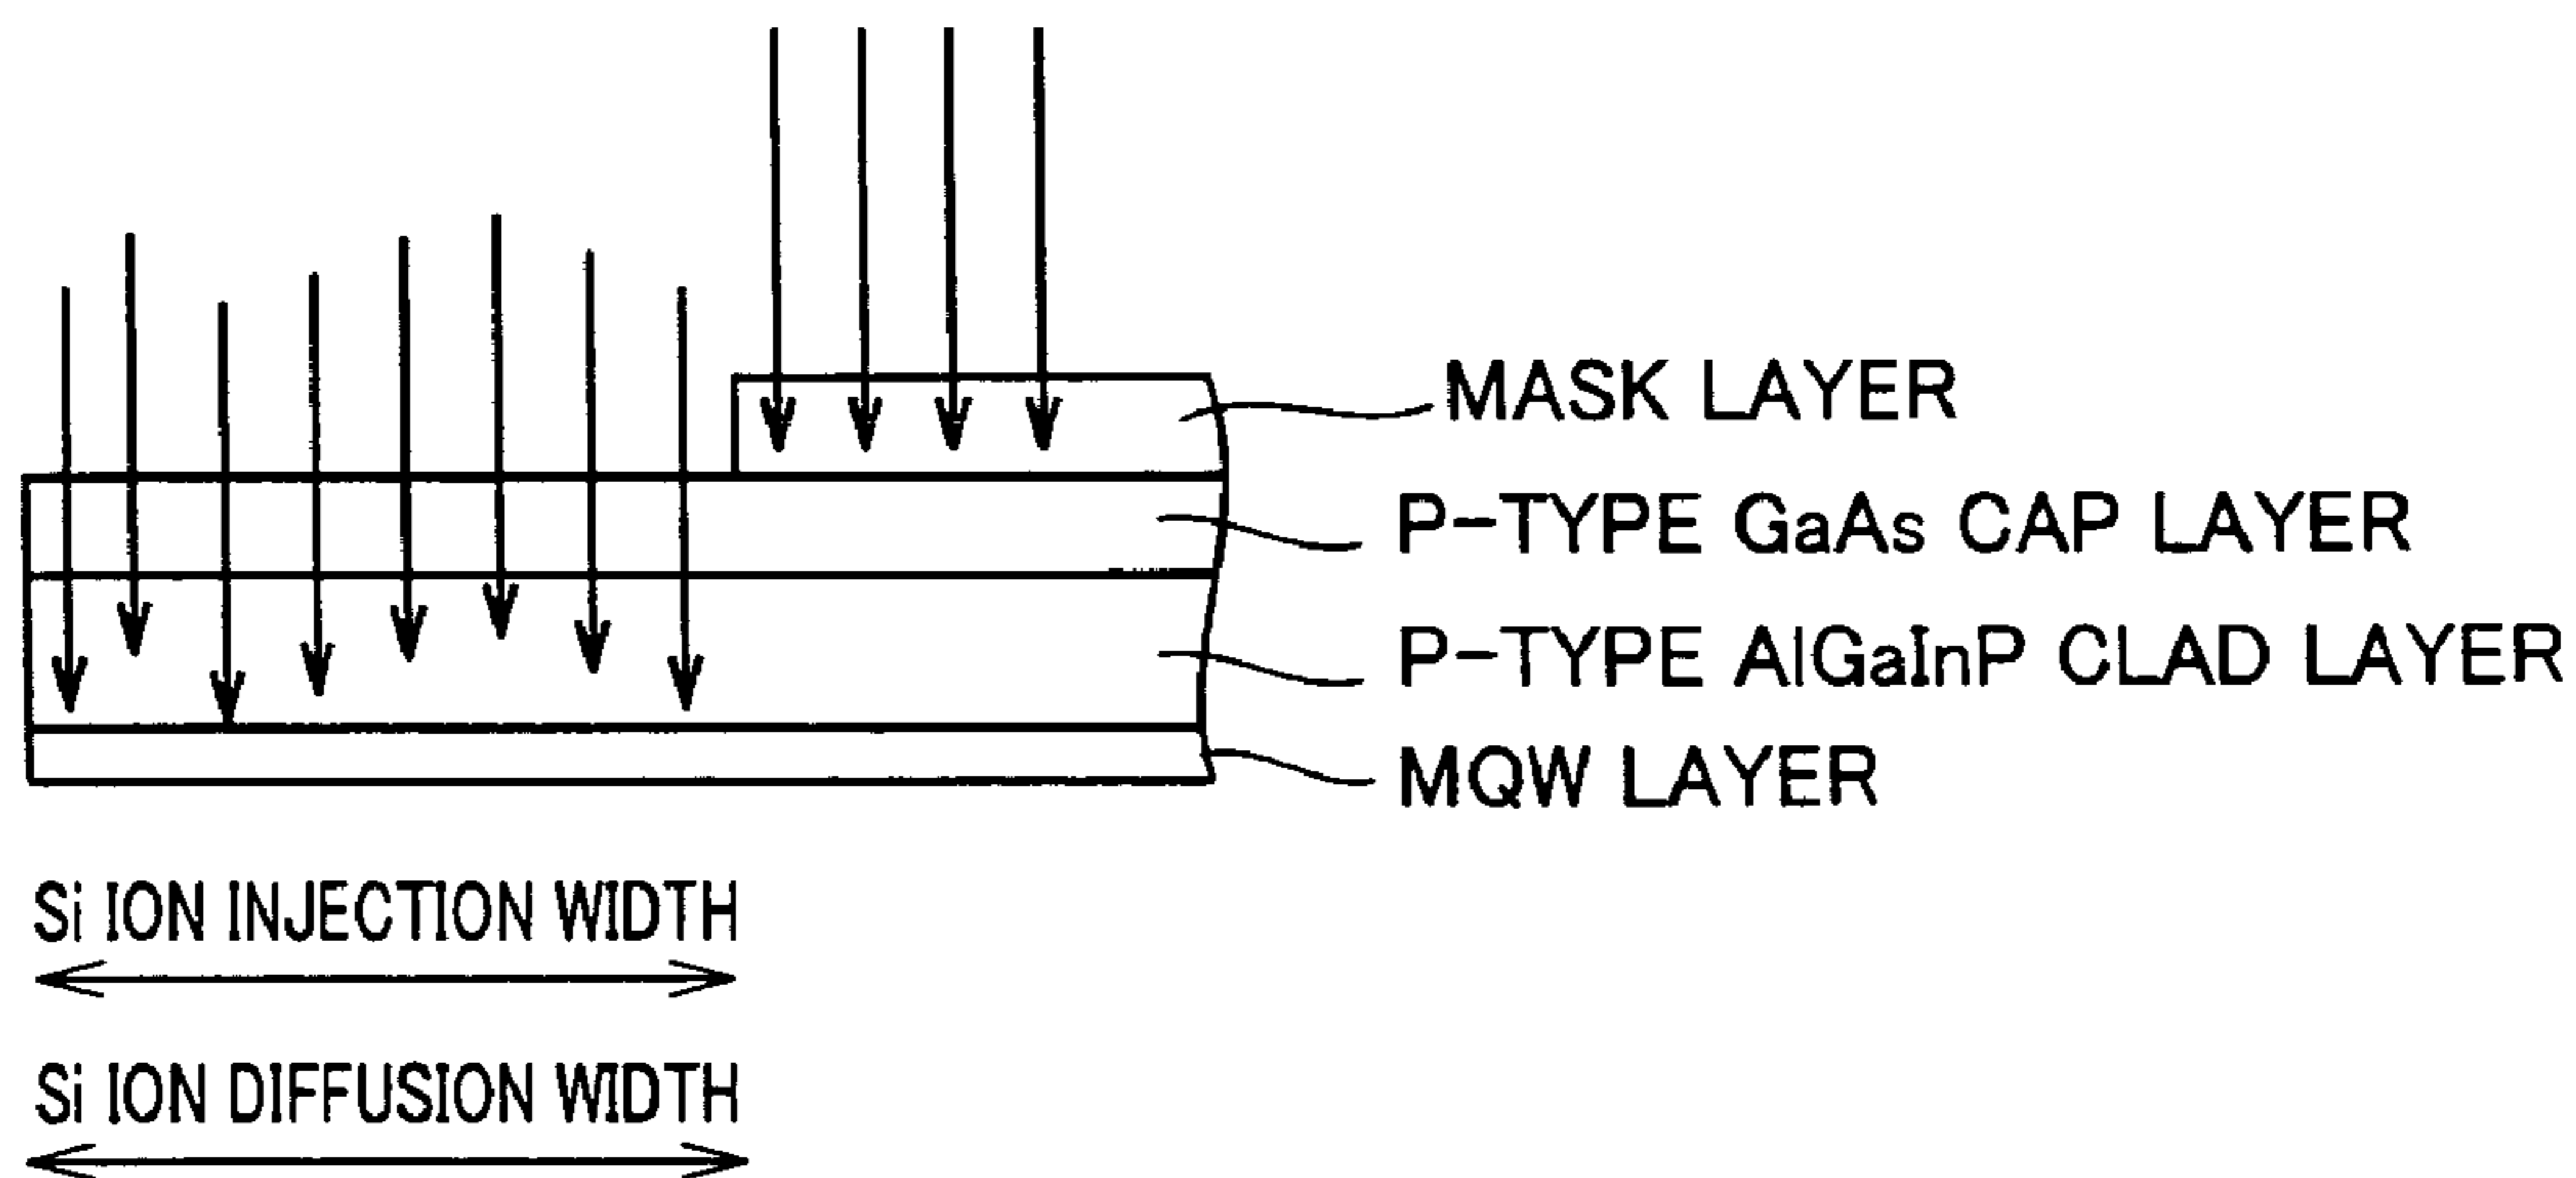 MASK LAYER
P-TYPE GaAs CAP LAYER
P-TYPE AlGaInP CLAD LAYER
MQW LAYER
Si ION INJECTION WIDTH
Si ION DIFFUSION WIDTH